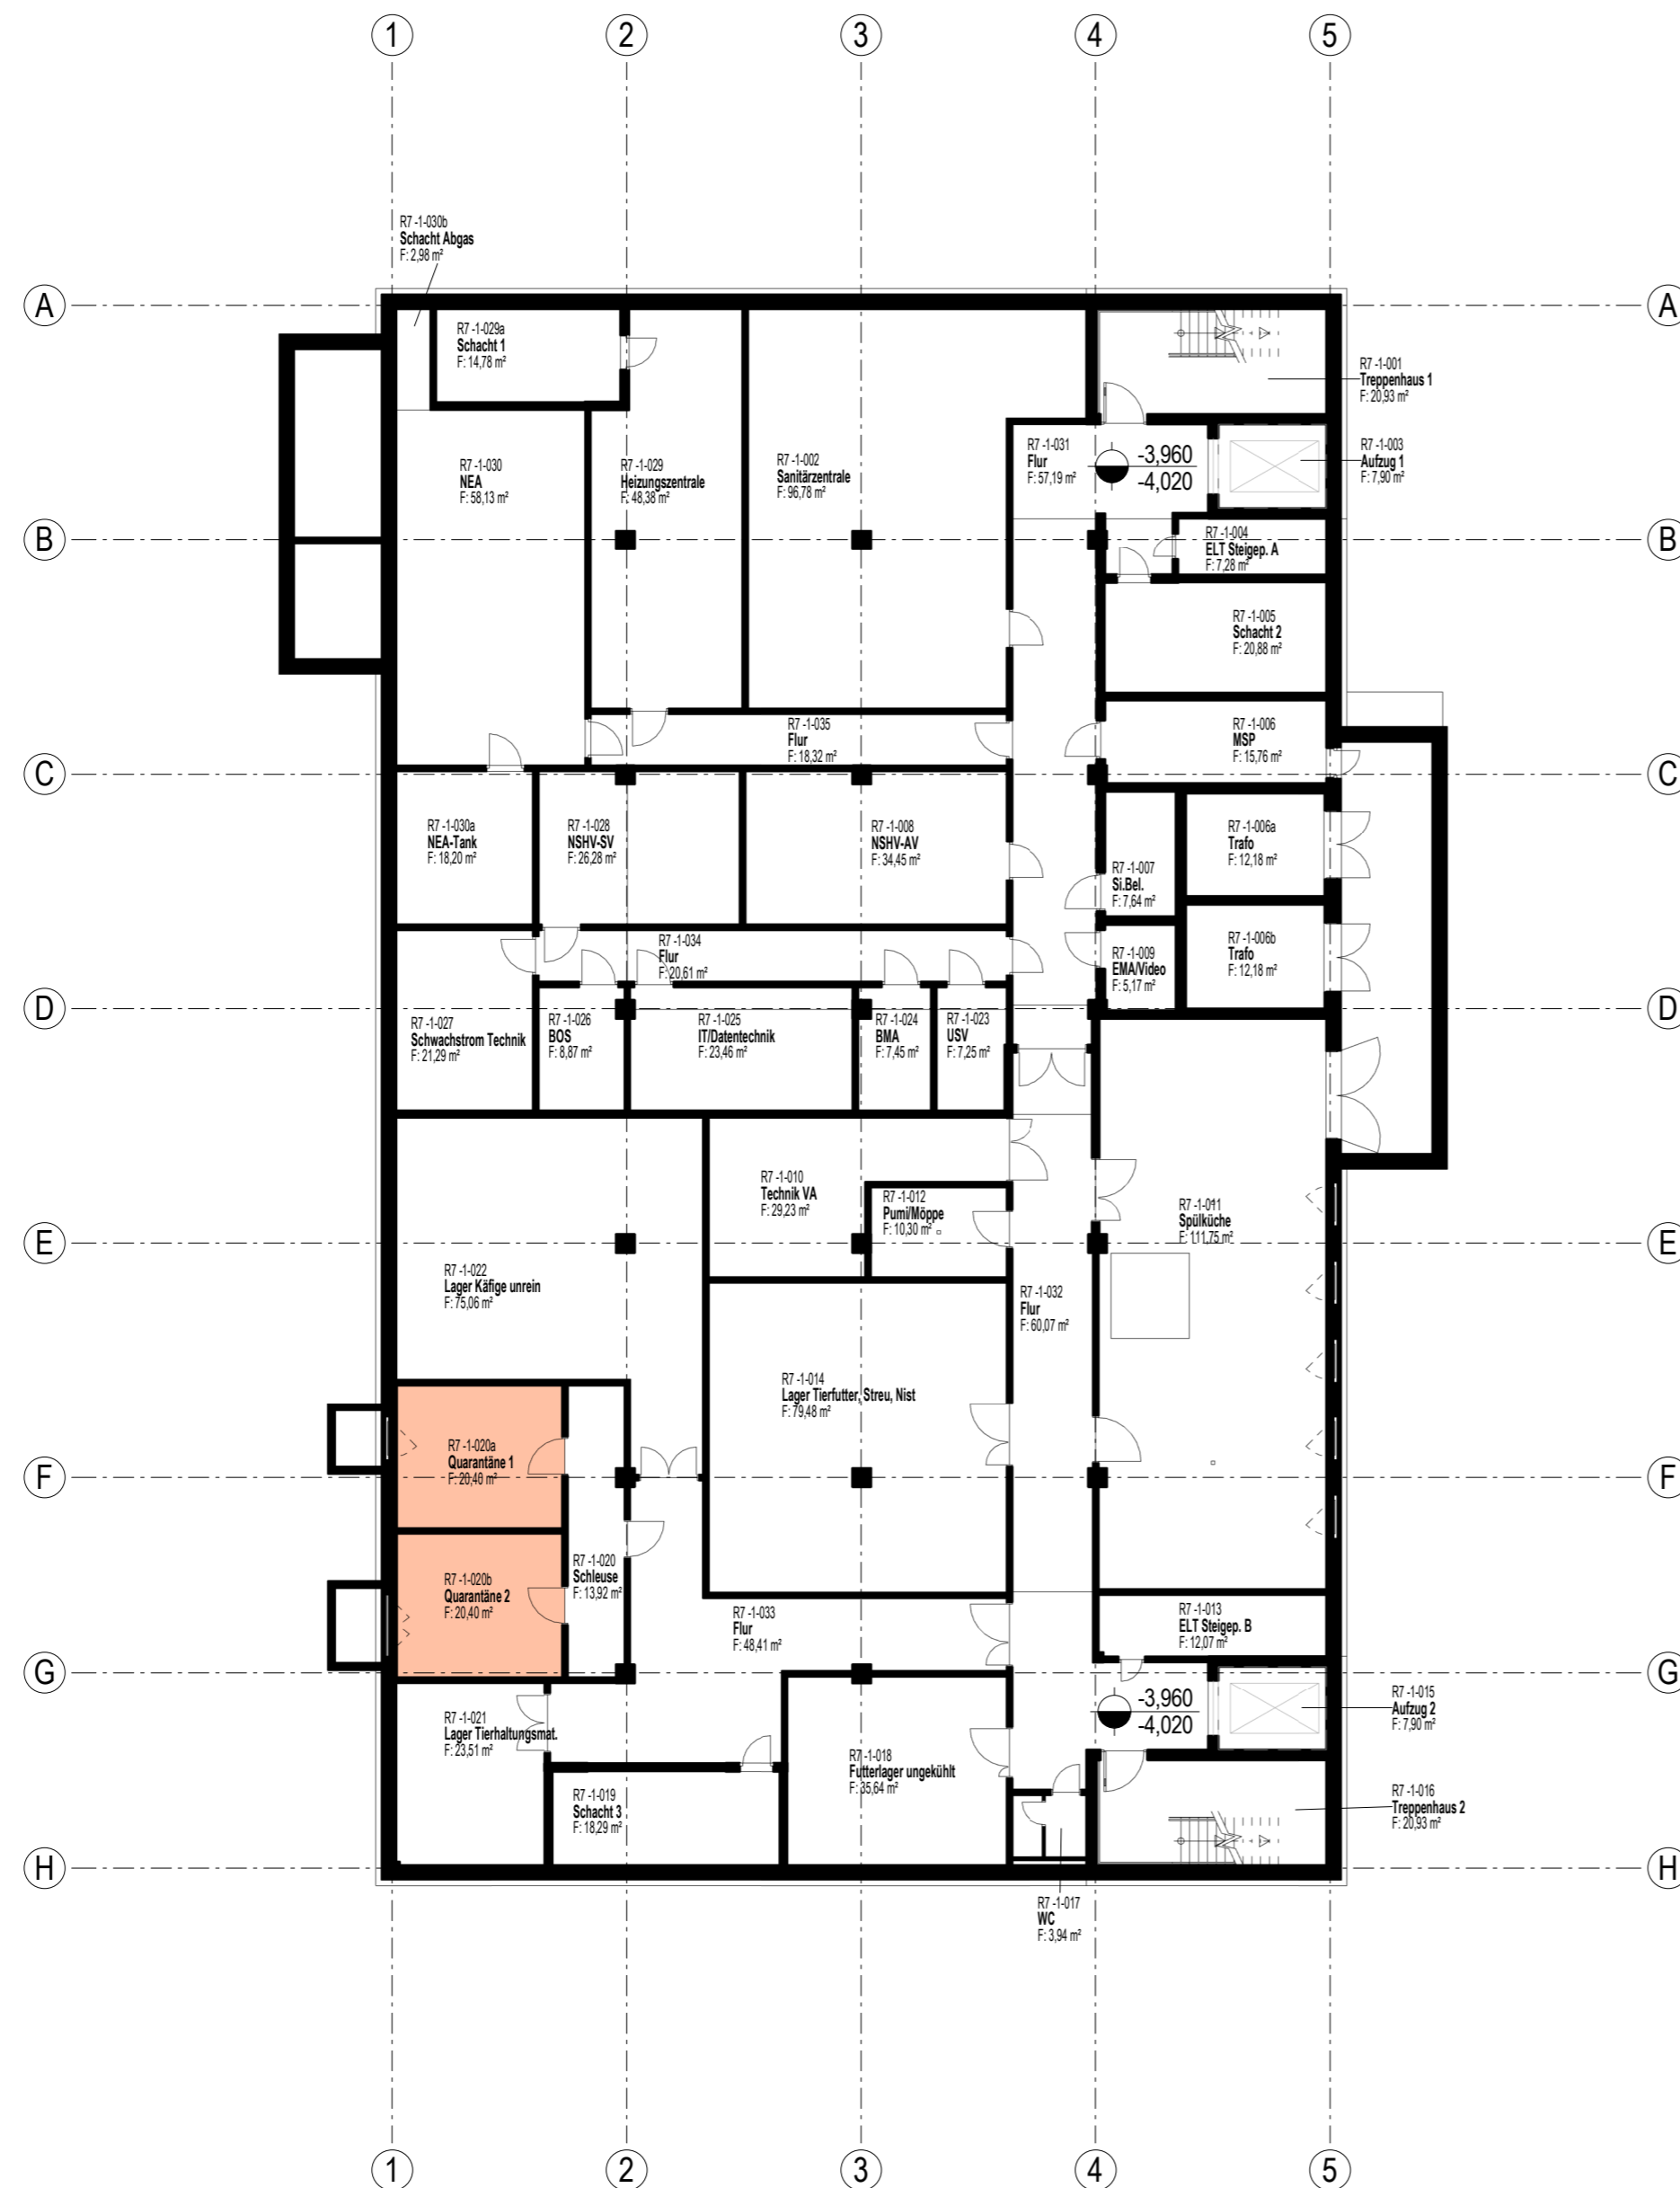 1
2
3
4
5
R7 -1-030b
Schacht Abgas
F: 2,98 m²
A
A
R7 -1-029a
Schacht 1
F: 14,78 m²
R7 -1-001
Treppenhaus 1
F: 20,93 m²
R7 -1-030
NEA
F: 58,13 m²
R7 -1-029
Heizungszentrale
F: 48,38 m²
R7 -1-002
Sanitärzentrale
F: 96,78 m²
R7 -1-031
Flur
F: 57,19 m²
-3,960
-4,020
R7 -1-003
Aufzug 1
F: 7,90 m²
B
B
R7 -1-004
ELT Steigep. A
F: 7,28 m²
R7 -1-005
Schacht 2
F: 20,88 m²
R7 -1-035
Flur
F: 18,32 m²
R7 -1-006
MSP
F: 15,76 m²
C
C
R7 -1-030a
NEA-Tank
F: 18,20 m²
R7 -1-028
NSHV-SV
F: 26,28 m²
R7 -1-008
NSHV-AV
F: 34,45 m²
R7 -1-007
Si.Bel.
F: 7,64 m²
R7 -1-006a
Trafo
F: 12,18 m²
R7 -1-034
Flur
F: 20,61 m²
R7 -1-009
EMA/Video
F: 5,17 m²
R7 -1-006b
Trafo
F: 12,18 m²
D
D
R7 -1-027
Schwachstrom Technik
F: 21,29 m²
R7 -1-026
BOS
F: 8,87 m²
R7 -1-025
IT/Datentechnik
F: 23,46 m²
R7 -1-024
BMA
F: 7,45 m²
R7 -1-023
USV
F: 7,25 m²
R7 -1-010
Technik VA
F: 29,23 m²
R7 -1-012
Pumi/Möppe
F: 10,30 m²
R7 -1-011
Spülküche
F: 111,75 m²
E
E
R7 -1-022
Lager Käfige unrein
F: 75,06 m²
R7 -1-032
Flur
F: 60,07 m²
R7 -1-014
Lager Tierfutter, Streu, Nist
F: 79,48 m²
R7 -1-020a
Quarantäne 1
F: 20,40 m²
F
F
R7 -1-020b
Quarantäne 2
F: 20,40 m²
R7 -1-020
Schleuse
F: 13,92 m²
R7 -1-033
Flur
F: 48,41 m²
R7 -1-013
ELT Steigep. B
F: 12,07 m²
G
G
R7 -1-021
Lager Tierhaltungsmat.
F: 23,51 m²
-3,960
-4,020
R7 -1-015
Aufzug 2
F: 7,90 m²
R7 -1-018
Futterlager ungekühlt
F: 35,64 m²
R7 -1-019
Schacht 3
F: 18,29 m²
R7 -1-016
Treppenhaus 2
F: 20,93 m²
H
H
R7 -1-017
WC
F: 3,94 m²
1
2
3
4
5